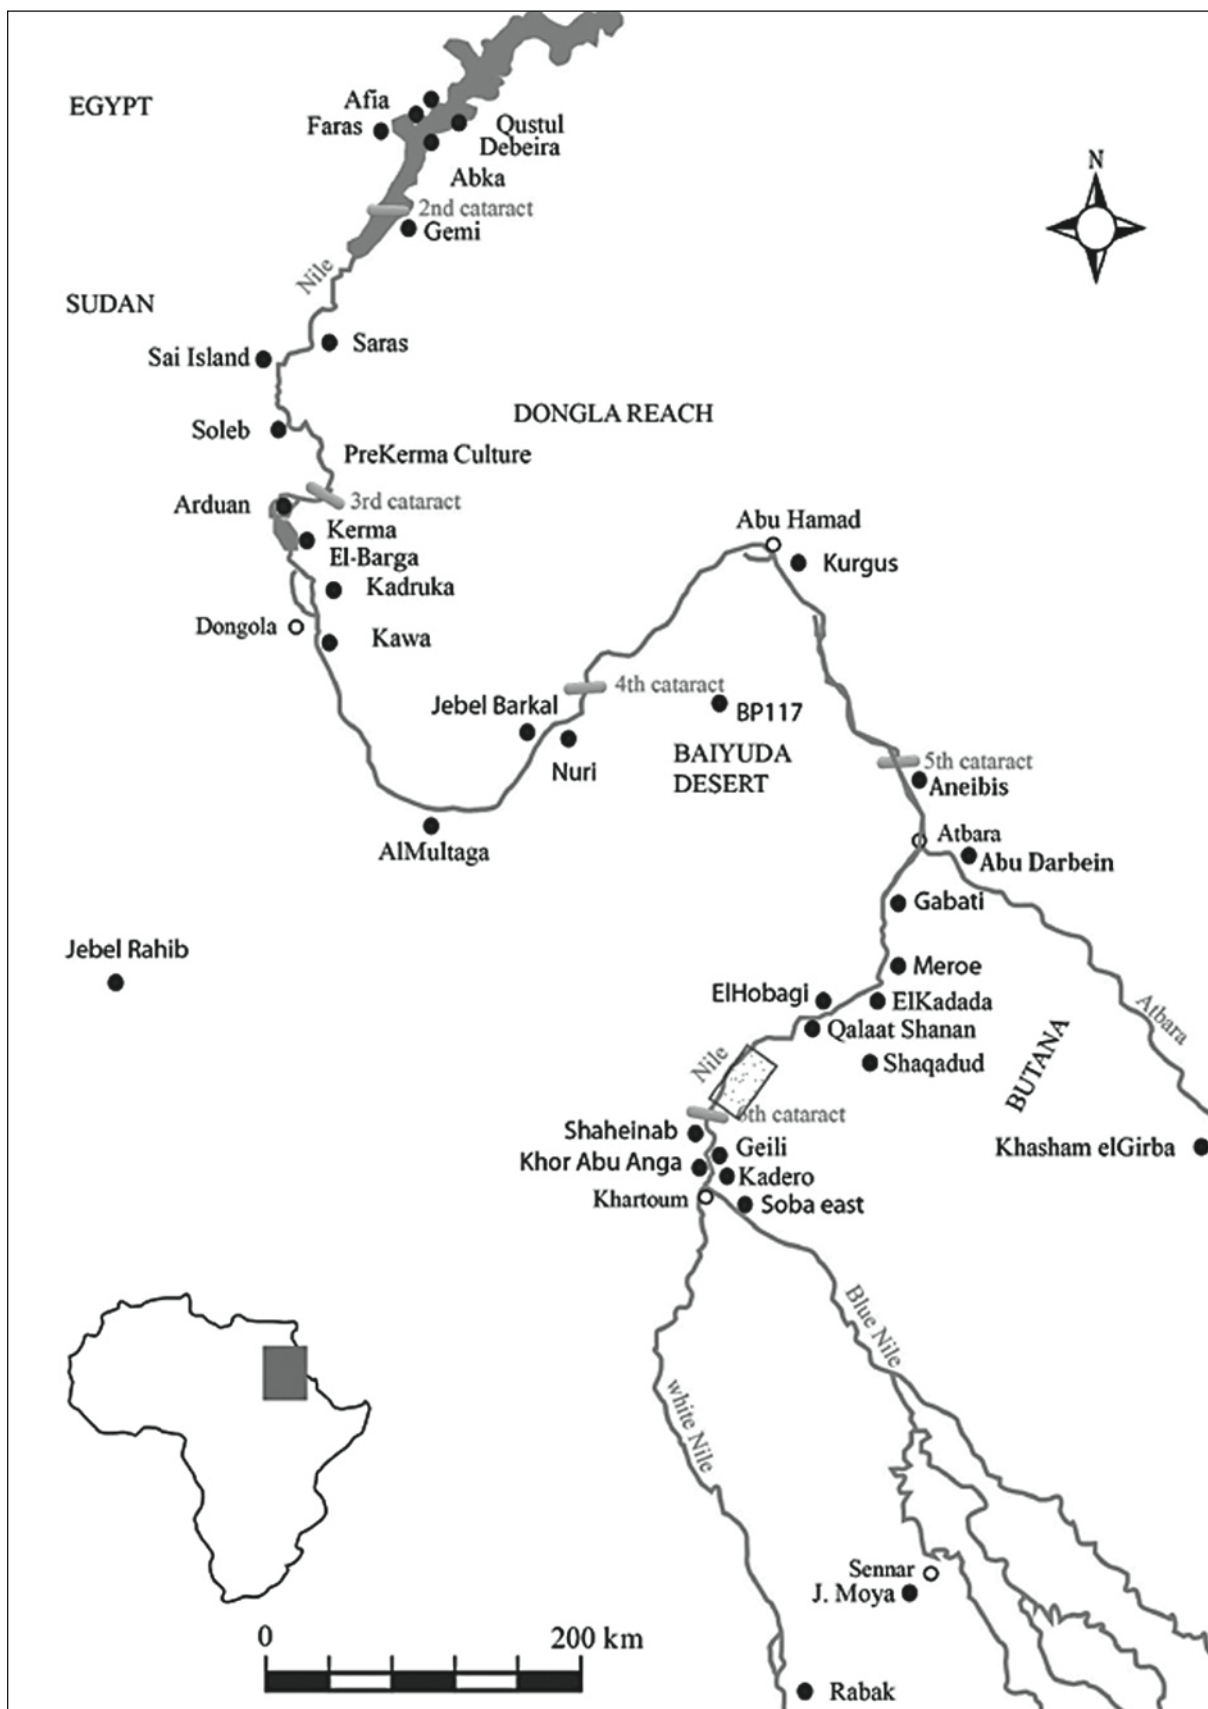 EGYPT
Afia
Faras
Qustul
Debeira
Abka
2nd cataract
Gemi
N
Nile
SUDAN
Saras
Sai Island
DONGLA REACH
Soleb
PreKerma Culture
Arduan
3rd cataract
Kerma
El-Barga
Abu Hamad
Kurgus
Kadruka
Dongola
Kawa
4th cataract
Jebel Barkal
BP117
Nuri
BAIYUDA
DESERT
5th cataract
Aneibis
Atbara
Abu Darbein
AlMultaga
Gabati
Jebel Rahib
Meroe
ElHobagi
ElKadada
Atbara
Qalaat Shanan
BUTANA
Nile
Shaqadud
6th cataract
Shaheinab
Geili
Khasham elGirba
Khor Abu Anga
Kadero
Khartoum
Soba east
Blue Nile
white Nile
Sennar
J. Moya
0
200 km
Rabak